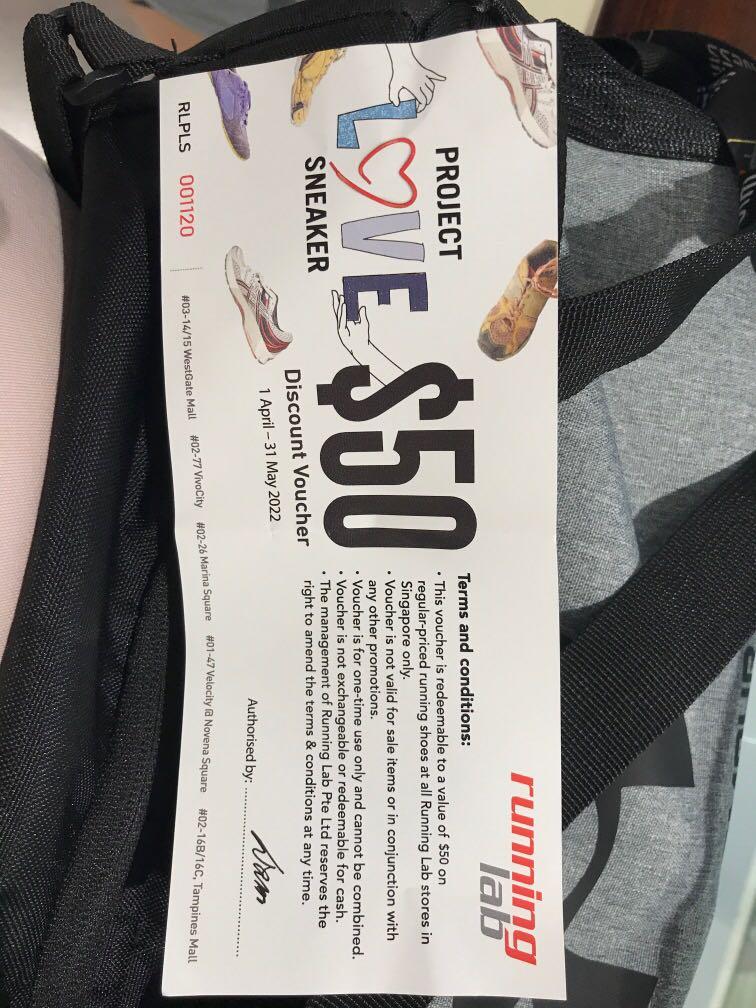 PROJECT
LOVE
SNEAKER
$50
Discount Voucher
1 April – 31 May 2022
RLPLS 001120
running
lab
Terms and conditions:
• This voucher is redeemable to a value of $50 on
regular-priced running shoes at all Running Lab stores in
Singapore only.
• Voucher is not valid for sale items or in conjunction with
any other promotions.
• Voucher is for one-time use only and cannot be combined.
• Voucher is not exchangeable or redeemable for cash.
• The management of Running Lab Pte Ltd reserves the
right to amend the terms & conditions at any time.
Authorised by: ........................................
#03-14/15 WestGate Mall #02-77 VivoCity #02-26 Marina Square #01-47 Velocity @ Novena Square #02-16B/16C, Tampines Mall